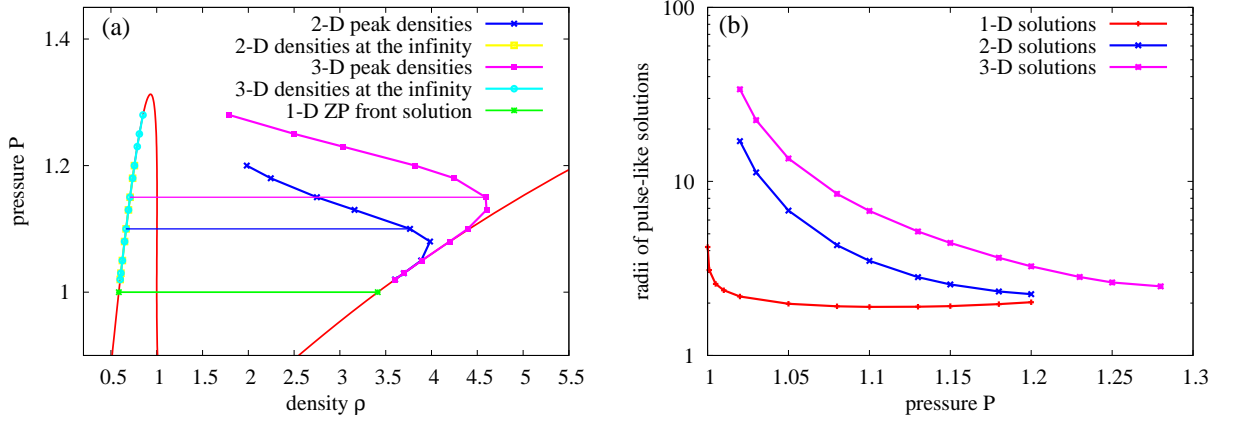 (a)
2-D peak densities
2-D densities at the infinity
3-D peak densities
3-D densities at the infinity
1-D ZP front solution
pressure P
1.4
1.2
1
0.5 1 1.5 2 2.5 3 3.5 4 4.5 5 5.5
density ρ
(b)
1-D solutions
2-D solutions
3-D solutions
radii of pulse-like solutions
100
10
1
1 1.05 1.1 1.15 1.2 1.25 1.3
pressure P